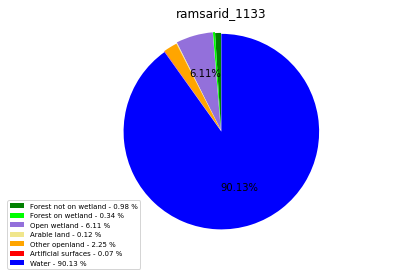 ramsarid_1133
6.11 %
90.13%
Forest not on wetland - 0.98 %
Forest on wetland - 0.34 %
Open wetland - 6.11 %
Arable land - 0.12 %
Other openland - 2.25 %
Artificial surfaces - 0.07 %
Water - 90.13 %